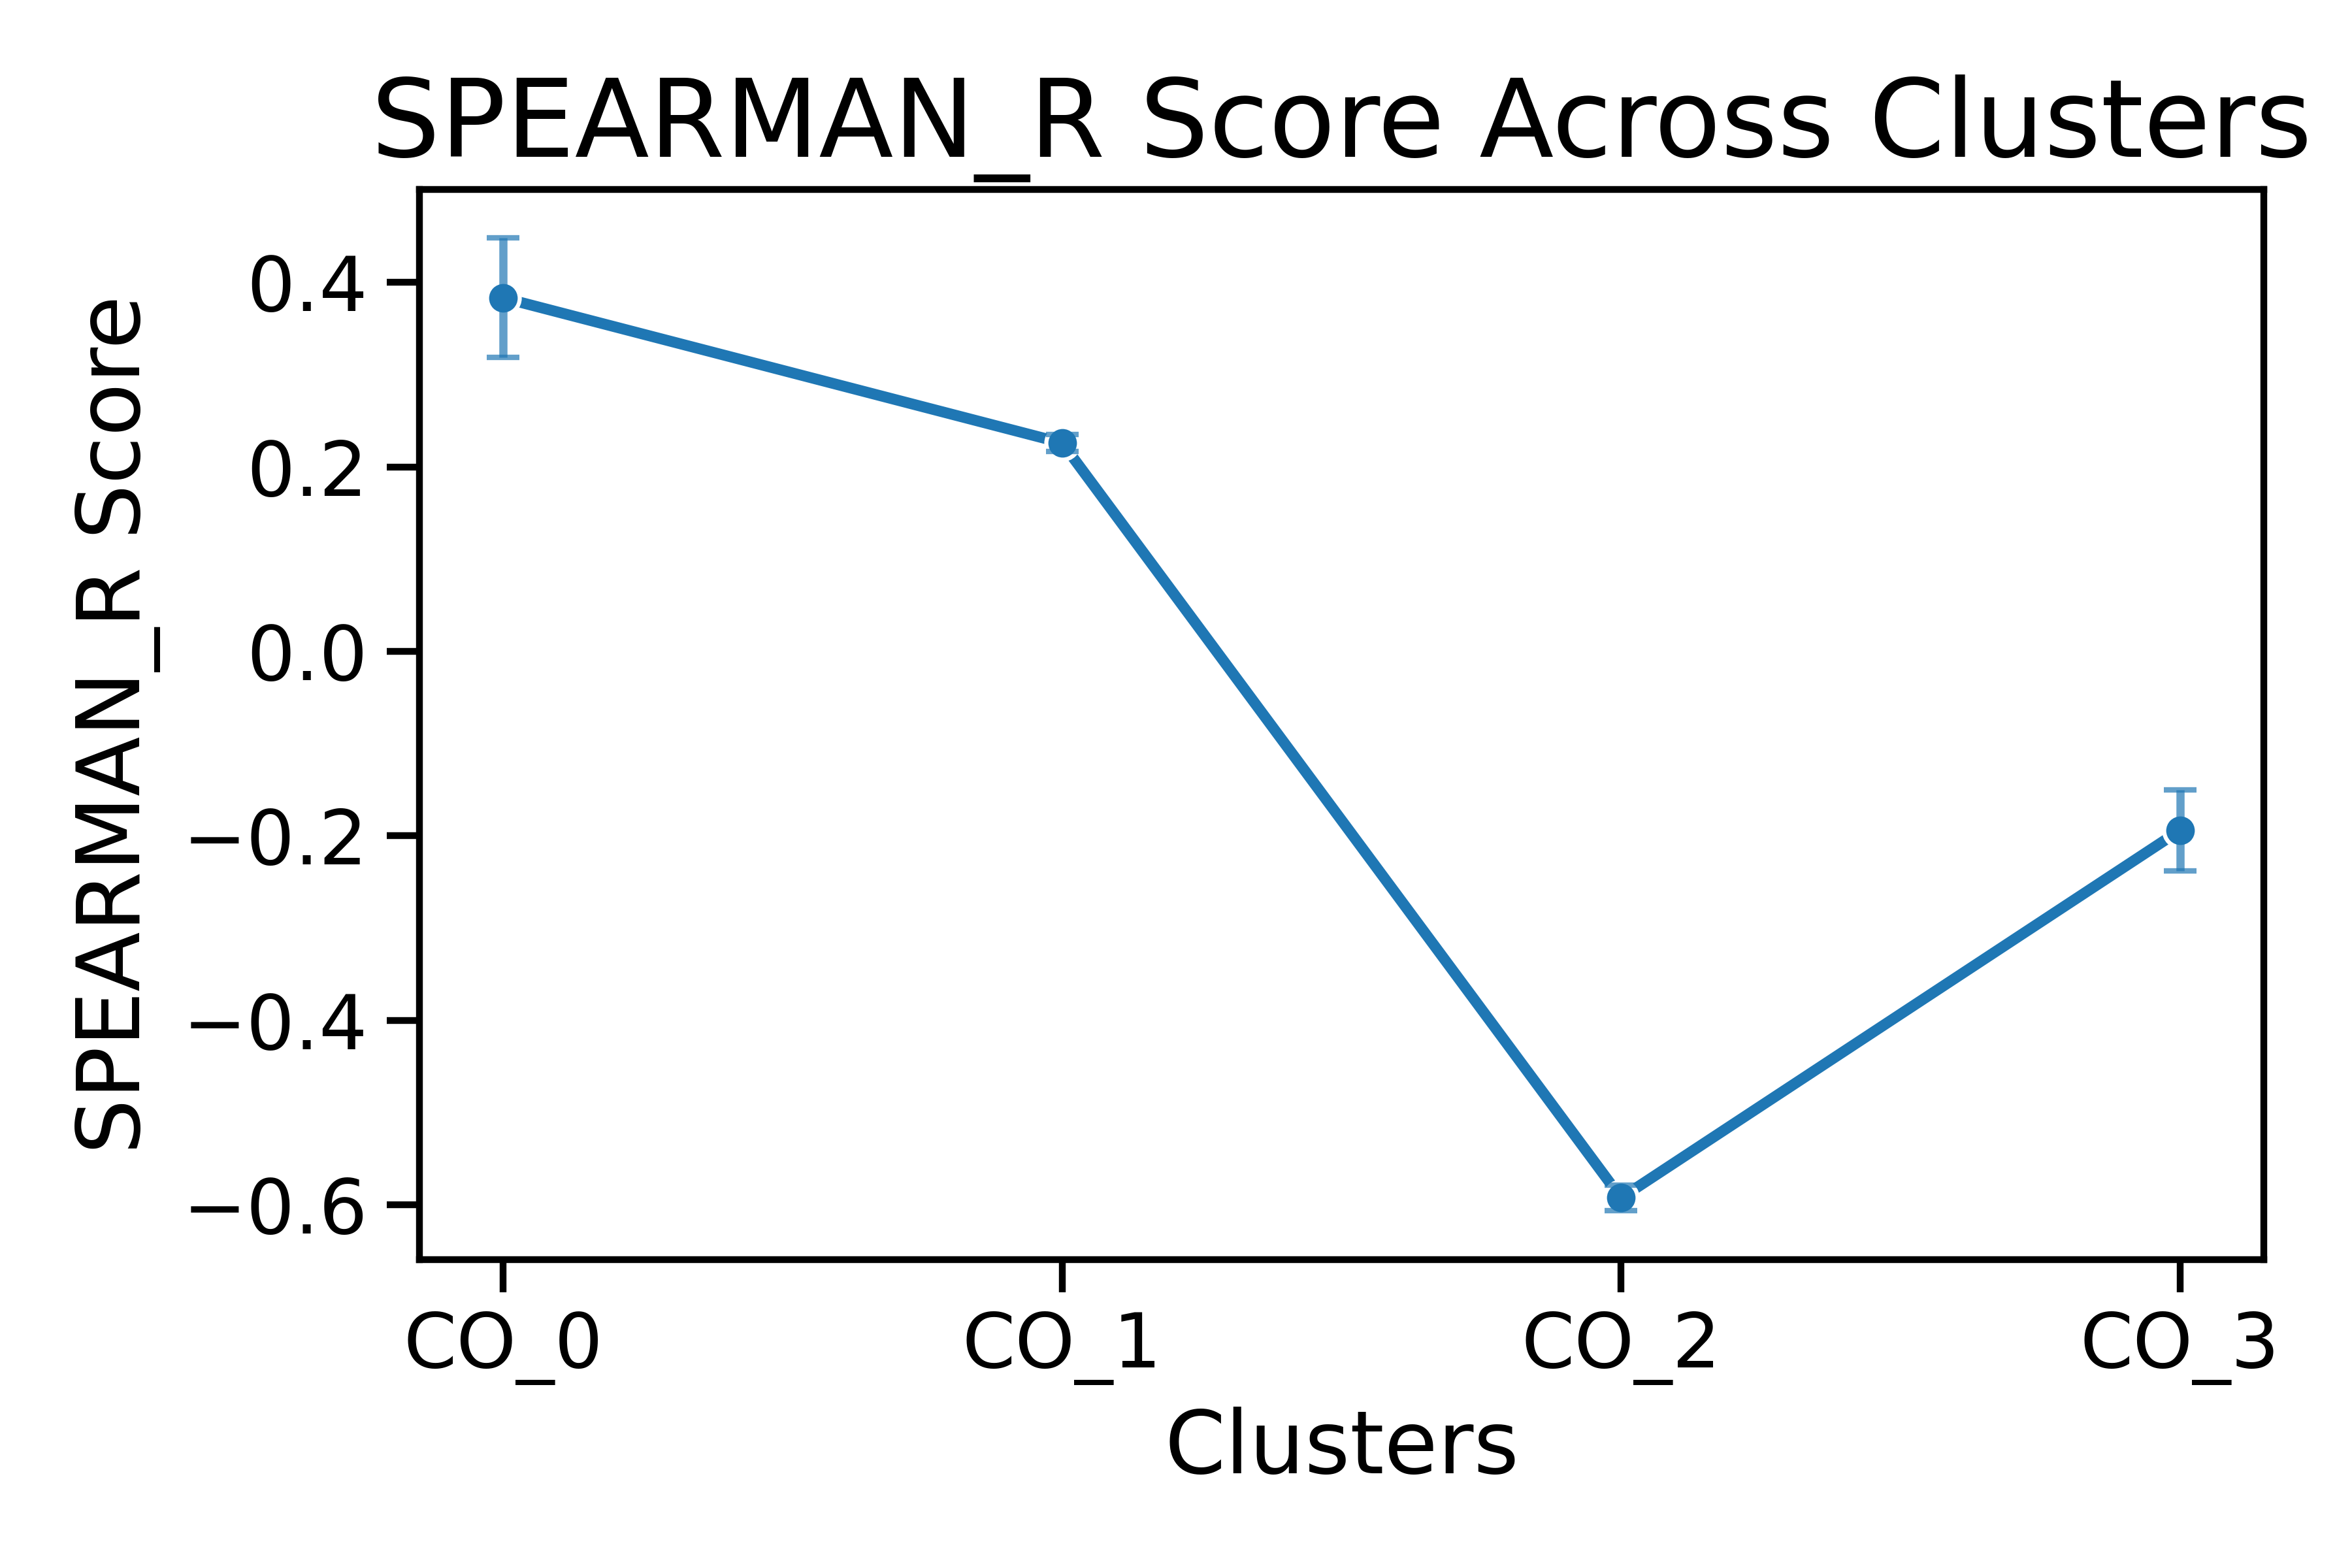 SPEARMAN_R Score Across Clusters
SPEARMAN_R Score
0.4
0.2
0.0
−0.2
−0.4
−0.6
CO_0 CO_1 CO_2 CO_3
Clusters